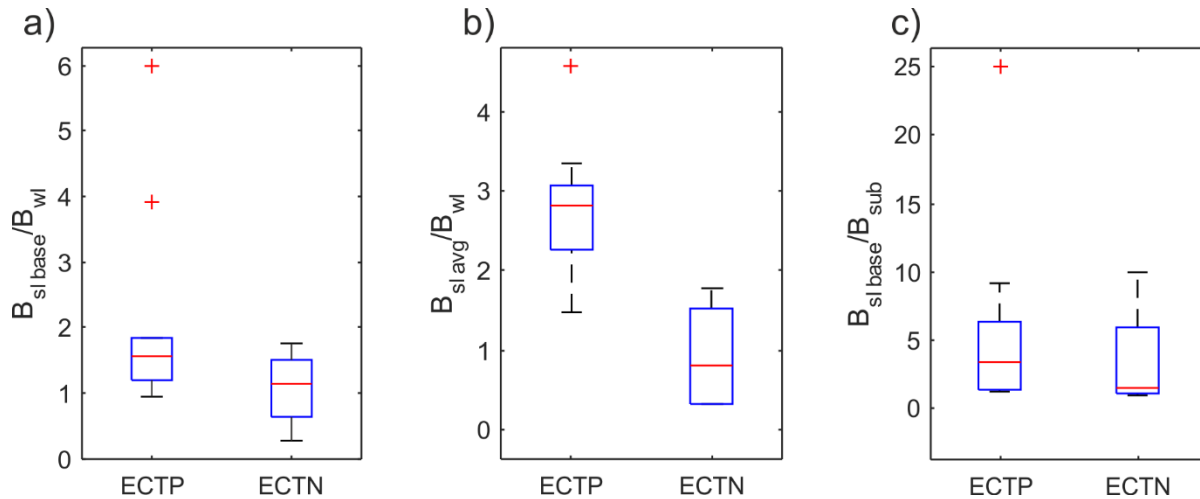 a)
B_sl base/B_wl
6
5
4
3
2
1
0
ECTP ECTN
b)
B_sl avg/B_wl
4
3
2
1
0
ECTP ECTN
c)
B_sl base/B_sub
25
20
15
10
5
0
ECTP ECTN